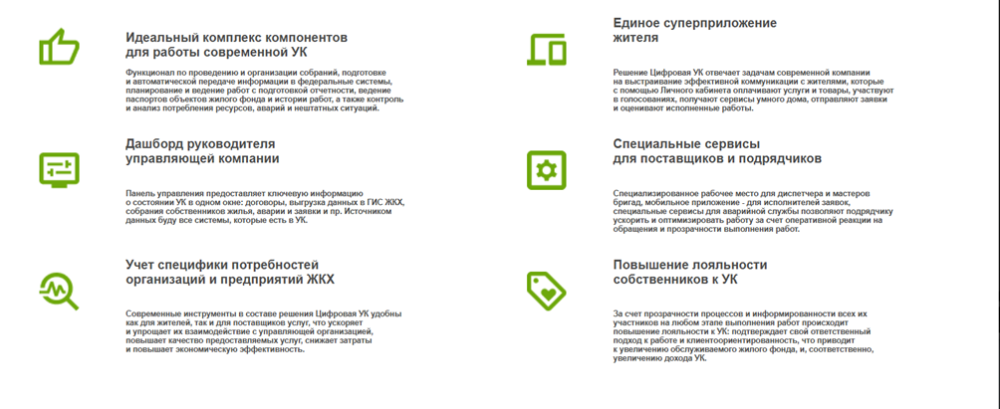 Идеальный комплекс компонентов
для работы современной УК
Функционал по проведению и организации собраний, подготовке
и автоматической передаче информации в федеральные системы,
планирование и ведение работ с подготовкой отчетности, ведение
паспортов объектов жилого фонда и истории работ, а также контроль
и анализ потребления ресурсов, аварий и нештатных ситуаций.
Единое суперприложение
жителя
Решение Цифровая УК отвечает задачам современной компании
на выстраивание эффективной коммуникации с жителями, которые
с помощью Личного кабинета оплачивают услуги и товары, участвуют
в голосованиях, получают сервисы умного дома, отправляют заявки
и оценивают исполненные работы.
Дашборд руководителя
управляющей компании
Панель управления предоставляет ключевую информацию
о состоянии УК в одном окне: договоры, выгрузка данных в ГИС ЖКХ,
собрания собственников жилья, аварии и заявки и пр. Источником
данных буду все системы, которые есть в УК.
Специальные сервисы
для поставщиков и подрядчиков
Специализированное рабочее место для диспетчера и мастеров
бригад, мобильное приложение - для исполнителей заявок,
специальные сервисы для аварийной службы позволяют подрядчику
ускорить и оптимизировать работу за счет оперативной реакции на
обращения и прозрачности выполнения работ.
Учет специфики потребностей
организаций и предприятий ЖКХ
Современные инструменты в составе решения Цифровая УК удобны
как для жителей, так и для поставщиков услуг, что ускоряет
и упрощает их взаимодействие с управляющей организацией,
повышает качество предоставляемых услуг, снижает затраты
и повышает экономическую эффективность.
Повышение лояльности
собственников к УК
За счет прозрачности процессов и информированности всех их
участников на любом этапе выполнения работ происходит
повышение лояльности к УК: подтверждает свой ответственный
подход к работе и клиентоориентированность, что приводит
к увеличению обслуживаемого жилого фонда, и, соответственно,
увеличению дохода УК.